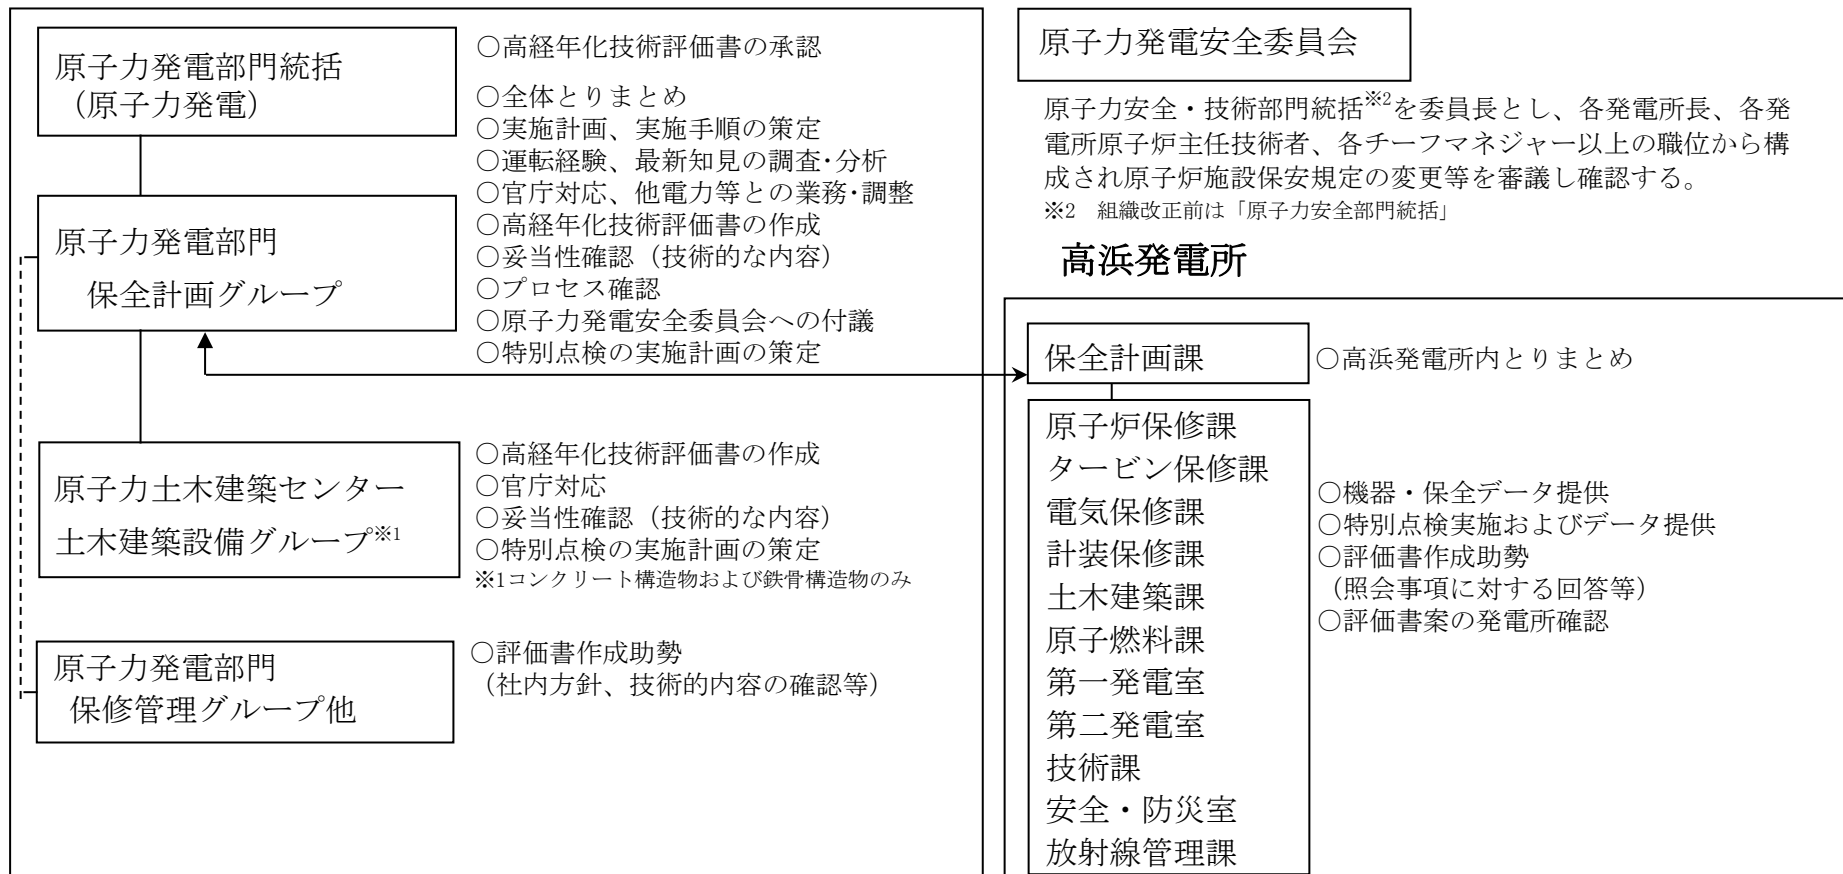 原子力発電部門統括
（原子力発電）
○高経年化技術評価書の承認
○全体とりまとめ
○実施計画、実施手順の策定
○運転経験、最新知見の調査・分析
○官庁対応、他電力等との業務・調整
○高経年化技術評価書の作成
○妥当性確認（技術的な内容）
○プロセス確認
○原子力発電安全委員会への付議
○特別点検の実施計画の策定
原子力発電部門
保全計画グループ
原子力土木建築センター
土木建築設備グループ※1
○高経年化技術評価書の作成
○官庁対応
○妥当性確認（技術的な内容）
○特別点検の実施計画の策定
※1コンクリート構造物および鉄骨構造物のみ
原子力発電部門
保修管理グループ他
○評価書作成助勢
（社内方針、技術的内容の確認等）
原子力発電安全委員会
原子力安全・技術部門統括※2を委員長とし、各発電所長、各発
電所原子炉主任技術者、各チーフマネジャー以上の職位から構
成され原子炉施設保安規定の変更等を審議し確認する。
※2　組織改正前は「原子力安全部門統括」
高浜発電所
保全計画課
○高浜発電所内とりまとめ
原子炉保修課
タービン保修課
電気保修課
計装保修課
土木建築課
原子燃料課
第一発電室
第二発電室
技術課
安全・防災室
放射線管理課
○機器・保全データ提供
○特別点検実施およびデータ提供
○評価書作成助勢
（照会事項に対する回答等）
○評価書案の発電所確認